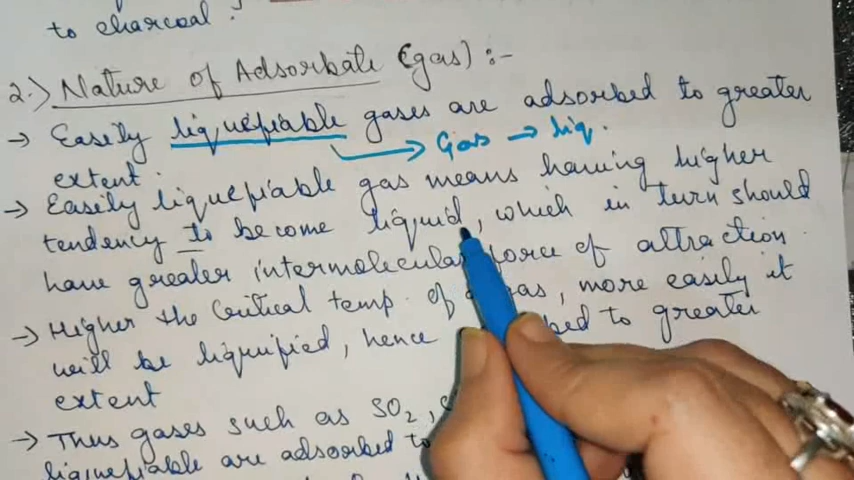 to charcoal?
2.) Nature of Adsorbate (gas) :-
→ Easily liquefiable gases are adsorbed to greater
→ Gas → liq.
extent.
→ Easily liquefiable gas means having higher
tendency to become liquid, which in turn should
have greater intermolecular force of attraction.
→ Higher the Critical temp. of gas, more easily it
will be liquified, hence to greater
extent
→ Thus gases such as SO2,
liquefiable are adsorbed to